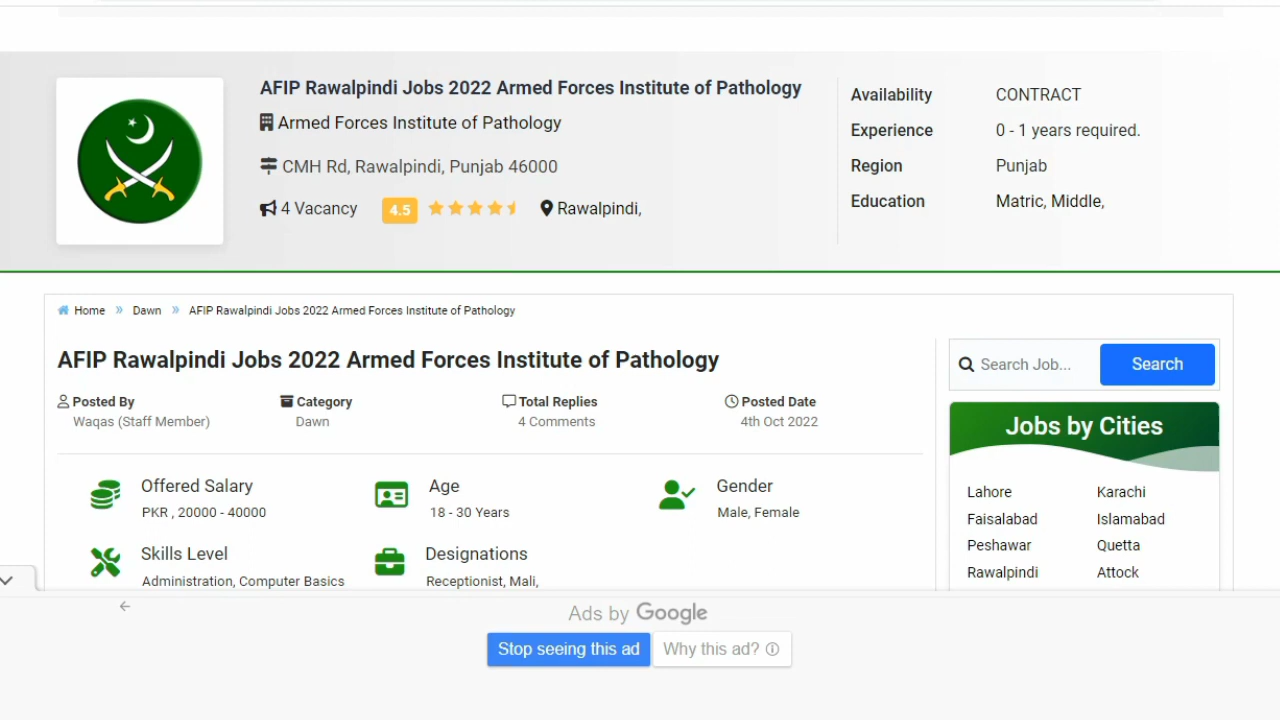 AFIP Rawalpindi Jobs 2022 Armed Forces Institute of Pathology
Armed Forces Institute of Pathology
CMH Rd, Rawalpindi, Punjab 46000
4 Vacancy 4.5 Rawalpindi,
Availability CONTRACT
Experience 0 - 1 years required.
Region Punjab
Education Matric, Middle,
Home » Dawn » AFIP Rawalpindi Jobs 2022 Armed Forces Institute of Pathology
AFIP Rawalpindi Jobs 2022 Armed Forces Institute of Pathology
Posted By Category Total Replies Posted Date
Waqas (Staff Member) Dawn 4 Comments 4th Oct 2022
Offered Salary Age Gender
PKR , 20000 - 40000 18 - 30 Years Male, Female
Skills Level Designations
Administration, Computer Basics Receptionist, Mali,
Search Job... Search
Jobs by Cities
Lahore Karachi
Faisalabad Islamabad
Peshawar Quetta
Rawalpindi Attock
Ads by Google
Stop seeing this ad Why this ad?